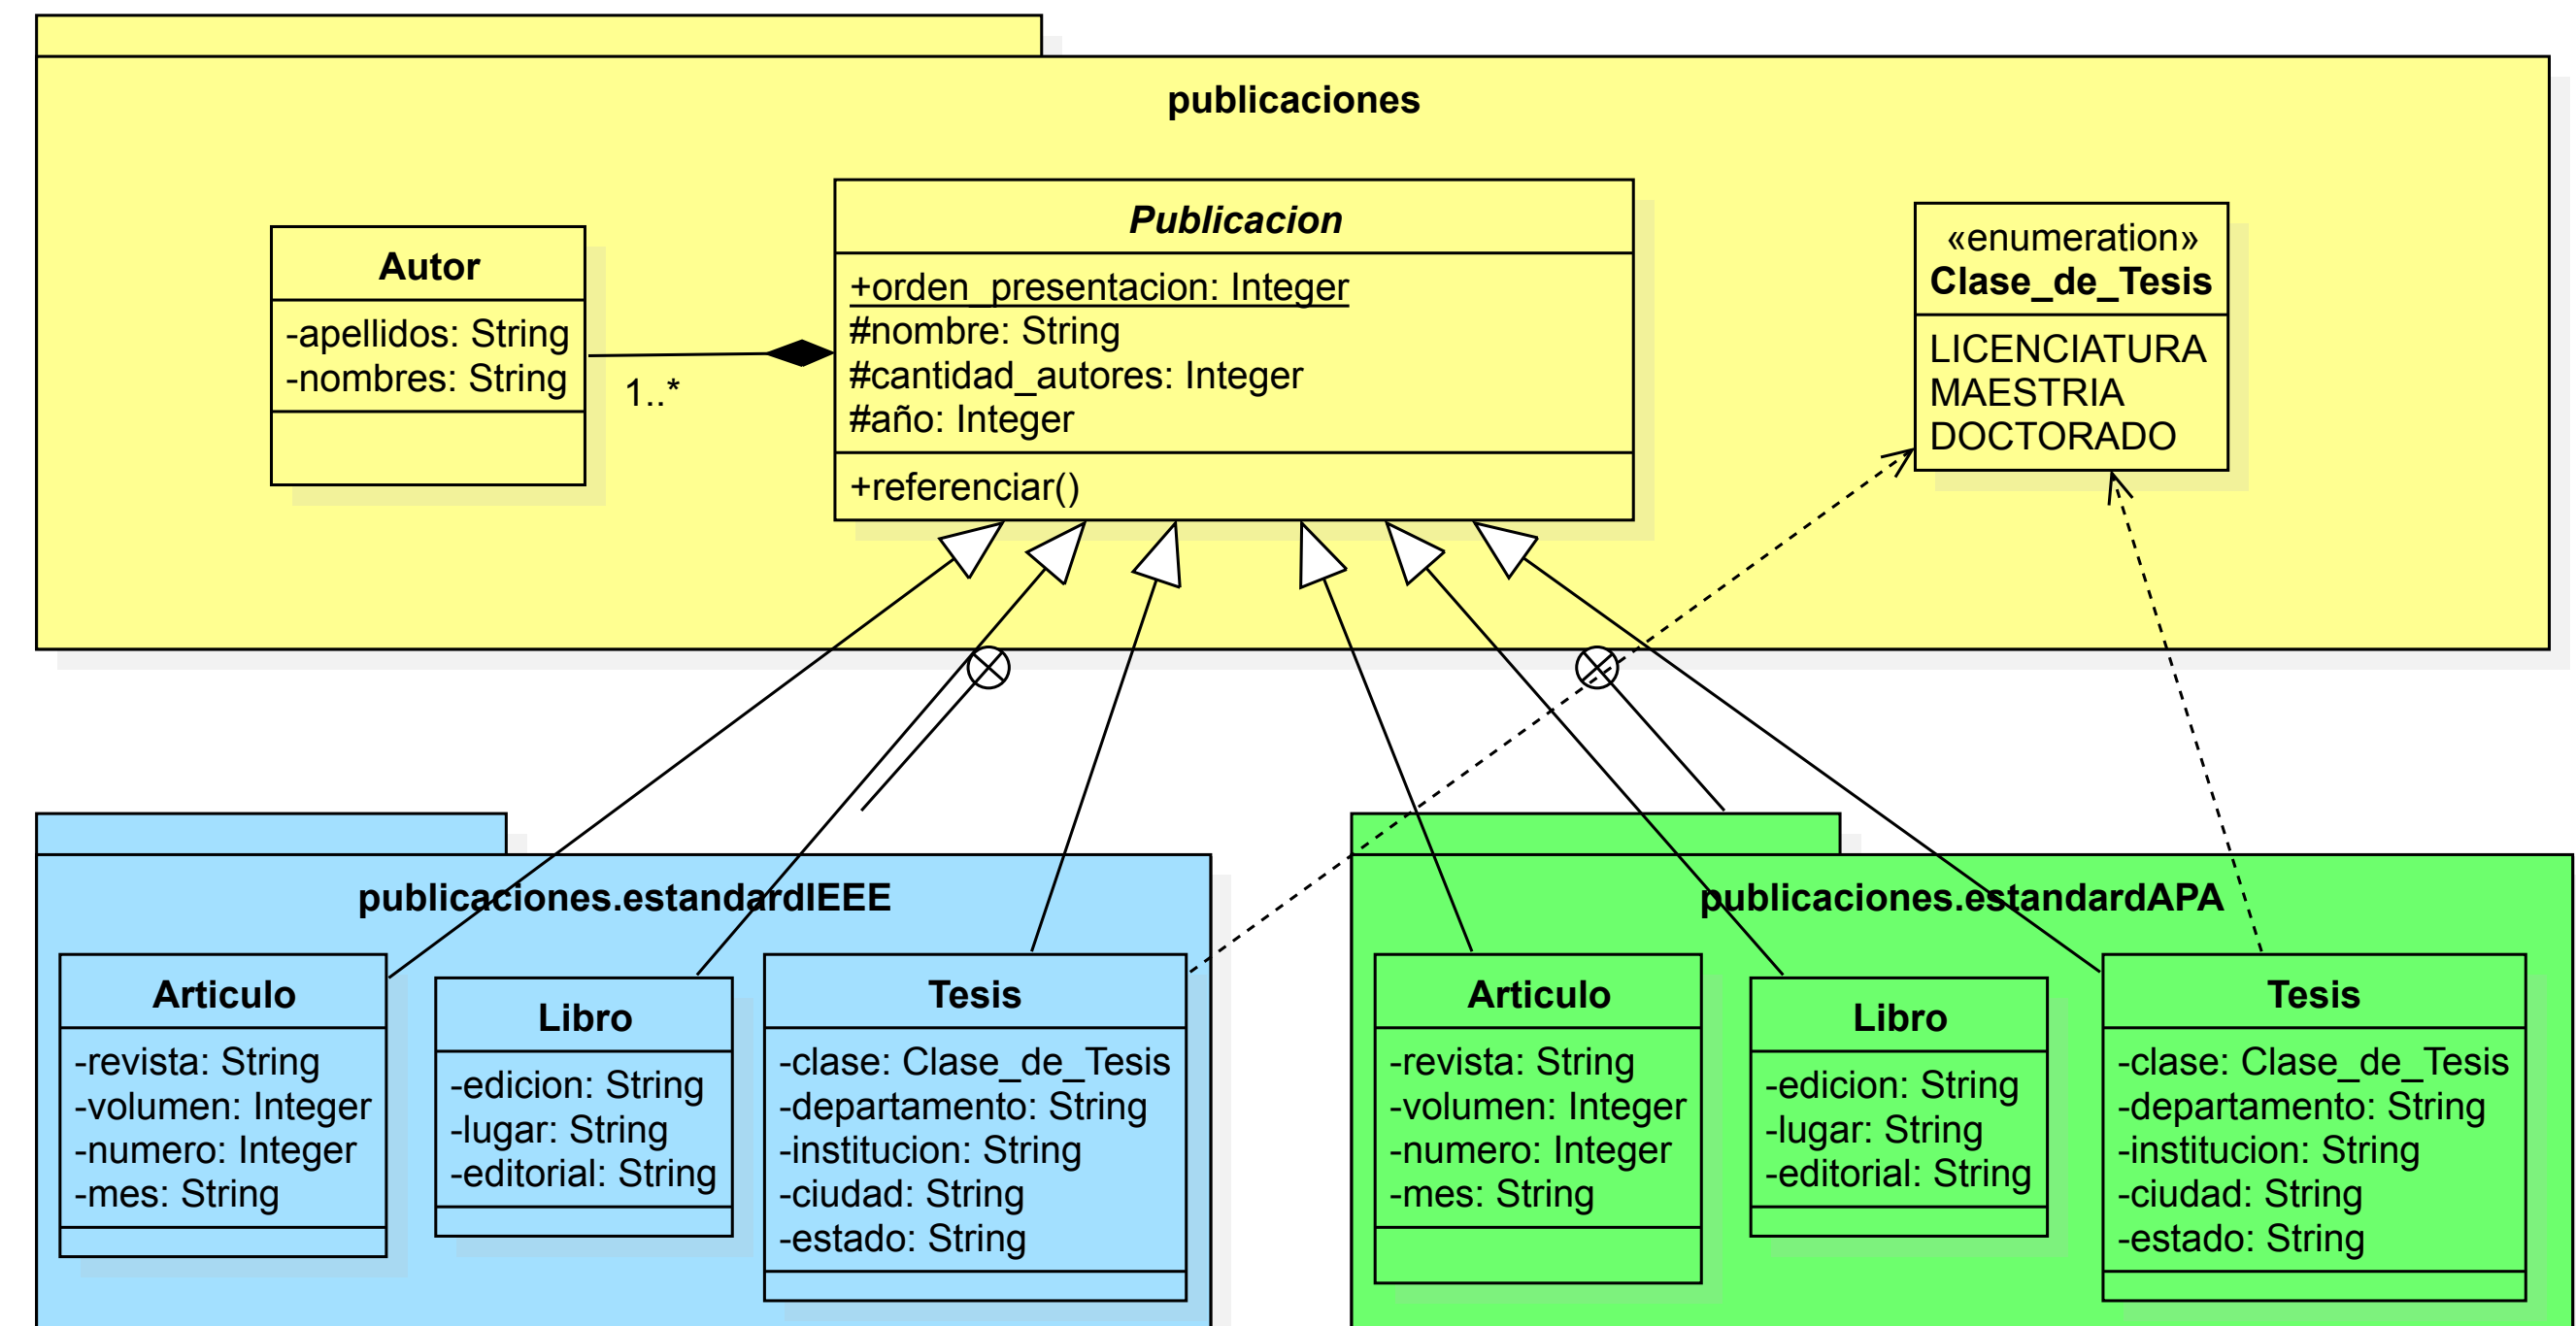 publicaciones
Autor
-apellidos: String
-nombres: String
1..*
Publicacion
+orden_presentacion: Integer
#nombre: String
#cantidad_autores: Integer
#año: Integer
+referenciar()
«enumeration»
Clase_de_Tesis
LICENCIATURA
MAESTRIA
DOCTORADO
publicaciones.estandardIEEE
Articulo
-revista: String
-volumen: Integer
-numero: Integer
-mes: String
Libro
-edicion: String
-lugar: String
-editorial: String
Tesis
-clase: Clase_de_Tesis
-departamento: String
-institucion: String
-ciudad: String
-estado: String
publicaciones.estandardAPA
Articulo
-revista: String
-volumen: Integer
-numero: Integer
-mes: String
Libro
-edicion: String
-lugar: String
-editorial: String
Tesis
-clase: Clase_de_Tesis
-departamento: String
-institucion: String
-ciudad: String
-estado: String